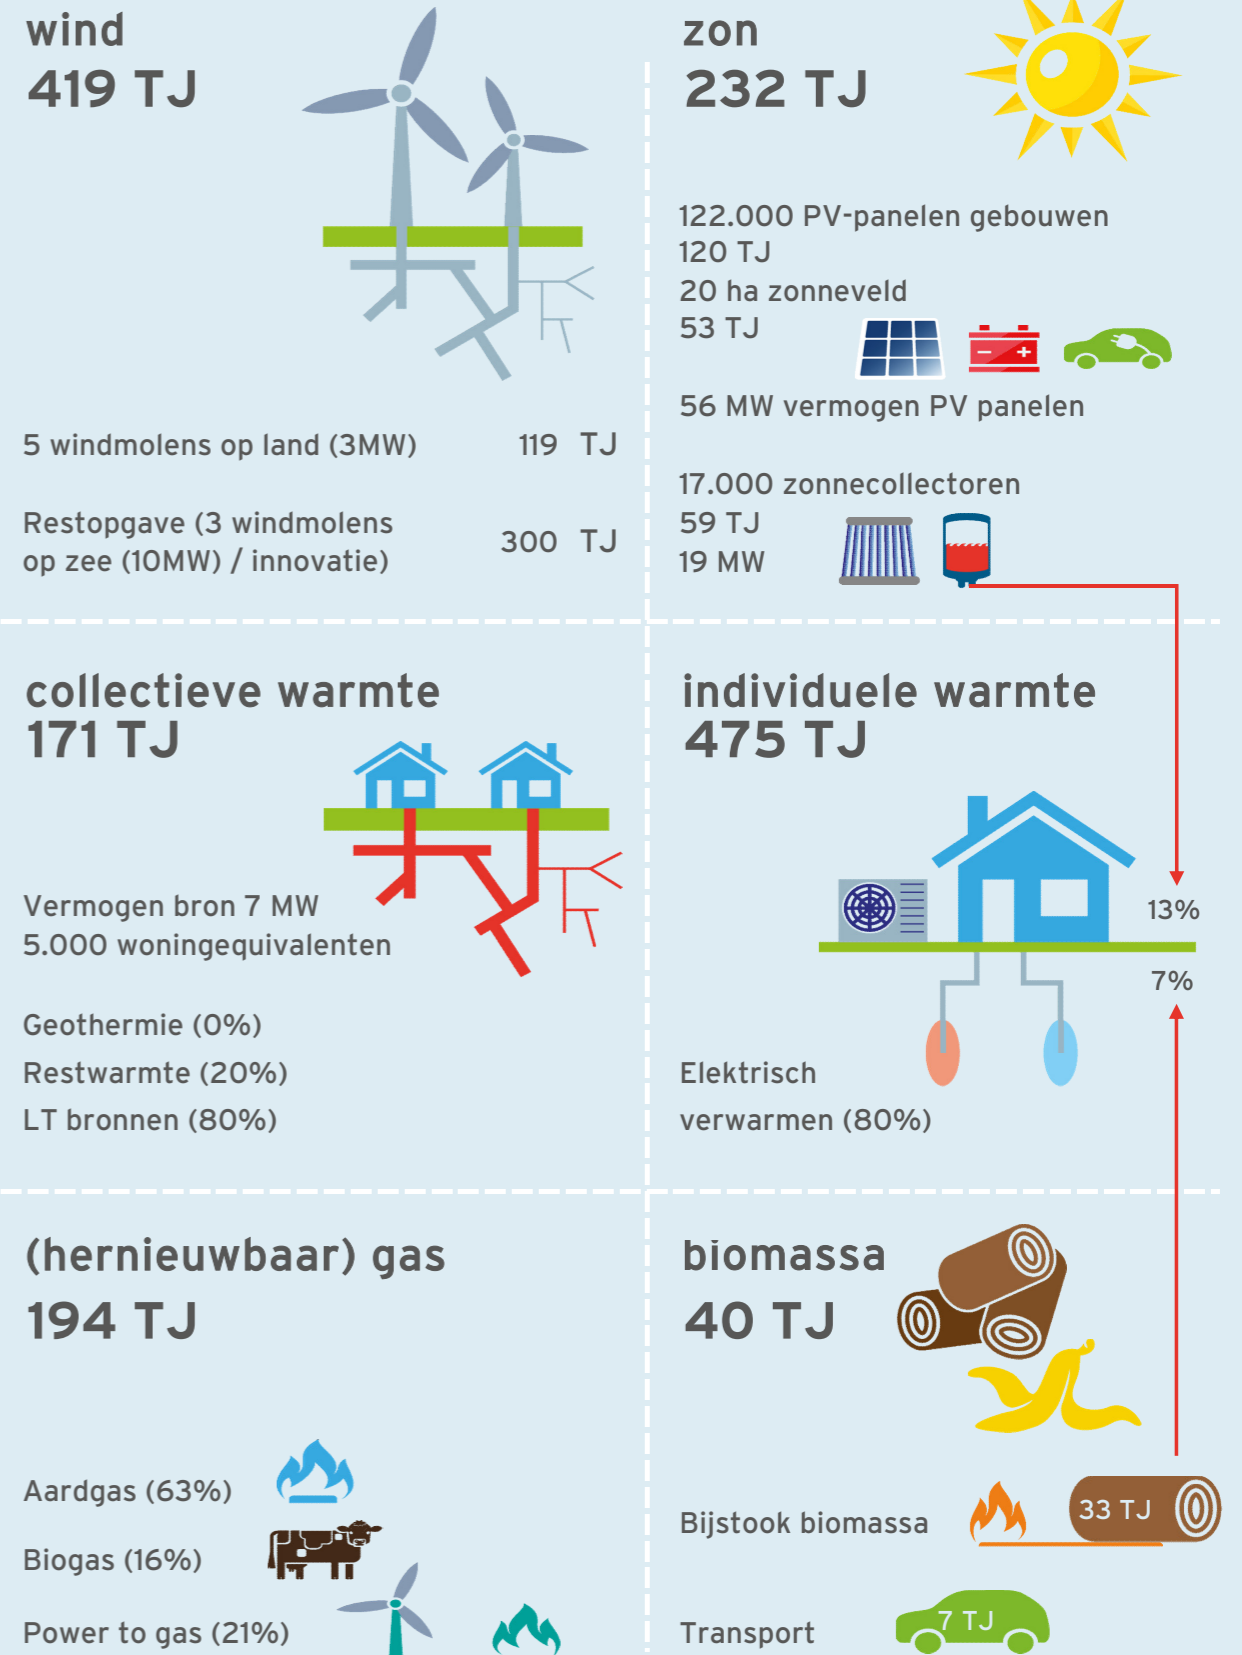 wind
419 TJ
5 windmolens op land (3MW) 119 TJ
Restopgave (3 windmolens
op zee (10MW) / innovatie) 300 TJ
zon
232 TJ
122.000 PV-panelen gebouwen
120 TJ
20 ha zonneveld
53 TJ
56 MW vermogen PV panelen
17.000 zonnecollectoren
59 TJ
19 MW
collectieve warmte
171 TJ
Vermogen bron 7 MW
5.000 woningequivalenten
Geothermie (0%)
Restwarmte (20%)
LT bronnen (80%)
individuele warmte
475 TJ
13%
7%
Elektrisch
verwarmen (80%)
(hernieuwbaar) gas
194 TJ
Aardgas (63%)
Biogas (16%)
Power to gas (21%)
biomassa
40 TJ
Bijstook biomassa 33 TJ
Transport 7 TJ